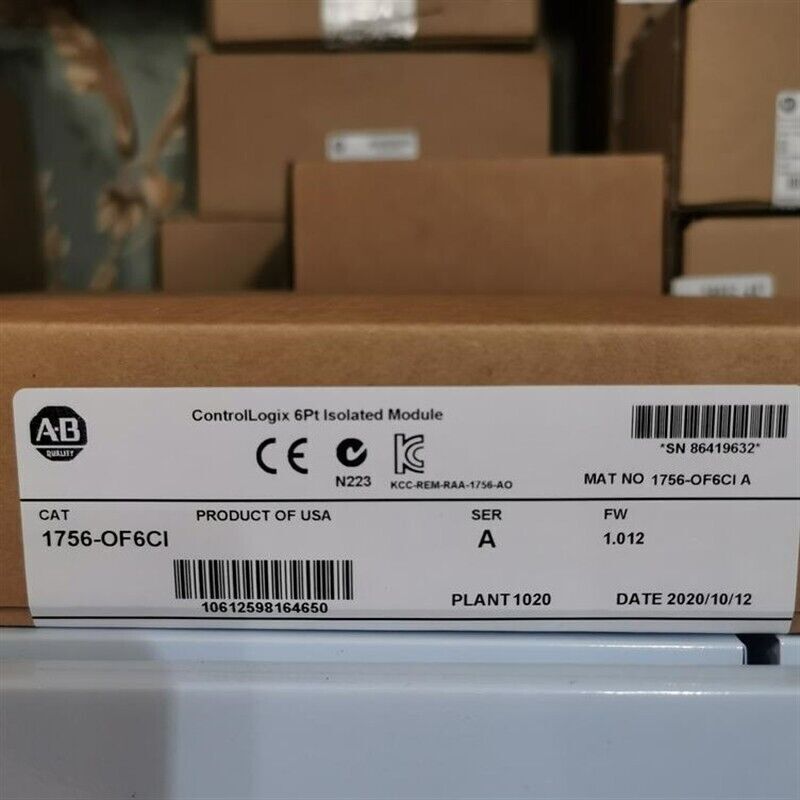 A·B
QUALITY
ControlLogix 6Pt Isolated Module
*SN 86419632*
N223
KCC-REM-RAA-1756-AO
MAT NO 1756-OF6CI A
CAT
PRODUCT OF USA
SER
FW
1756-OF6CI
A
1.012
10612598164650
PLANT 1020
DATE 2020/10/12